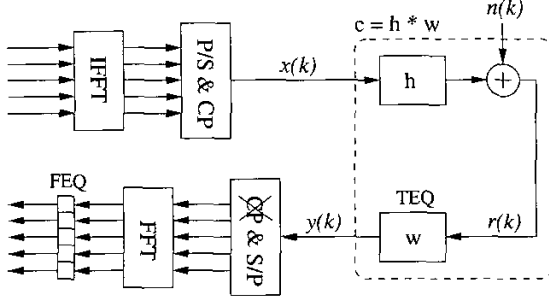 c = h * w
n(k)
IFFT
P/S & CP
x(k)
h
+
FEQ
FFT
CP & S/P
y(k)
TEQ
w
r(k)